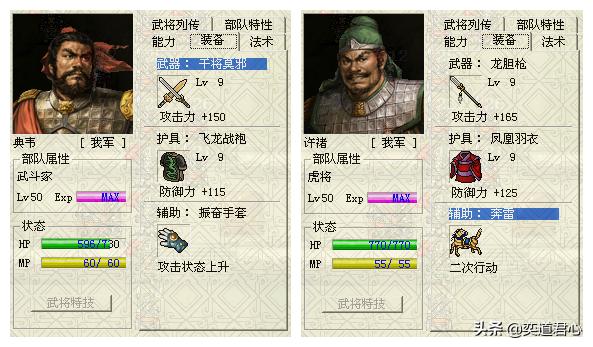 武将列传 部队特性
能力 装备 法术
武器： 干将莫邪
Lv 9
攻击力 +150
护具： 飞龙战袍
Lv 9
防御力 +115
辅助： 振奋手套
攻击状态上升
典韦 [ 我军 ]
部队属性
武斗家
Lv50 Exp MAX
状态
HP 596/730
MP 60/ 60
武将特技
武将列传 部队特性
能力 装备 法术
武器： 龙胆枪
Lv 9
攻击力 +165
护具： 凤凰羽衣
Lv 9
防御力 +125
辅助： 奔雷
二次行动
许褚 [ 我军 ]
部队属性
虎将
Lv50 Exp MAX
状态
HP 770/770
MP 55/ 55
武将特技
头条 @奕道君心